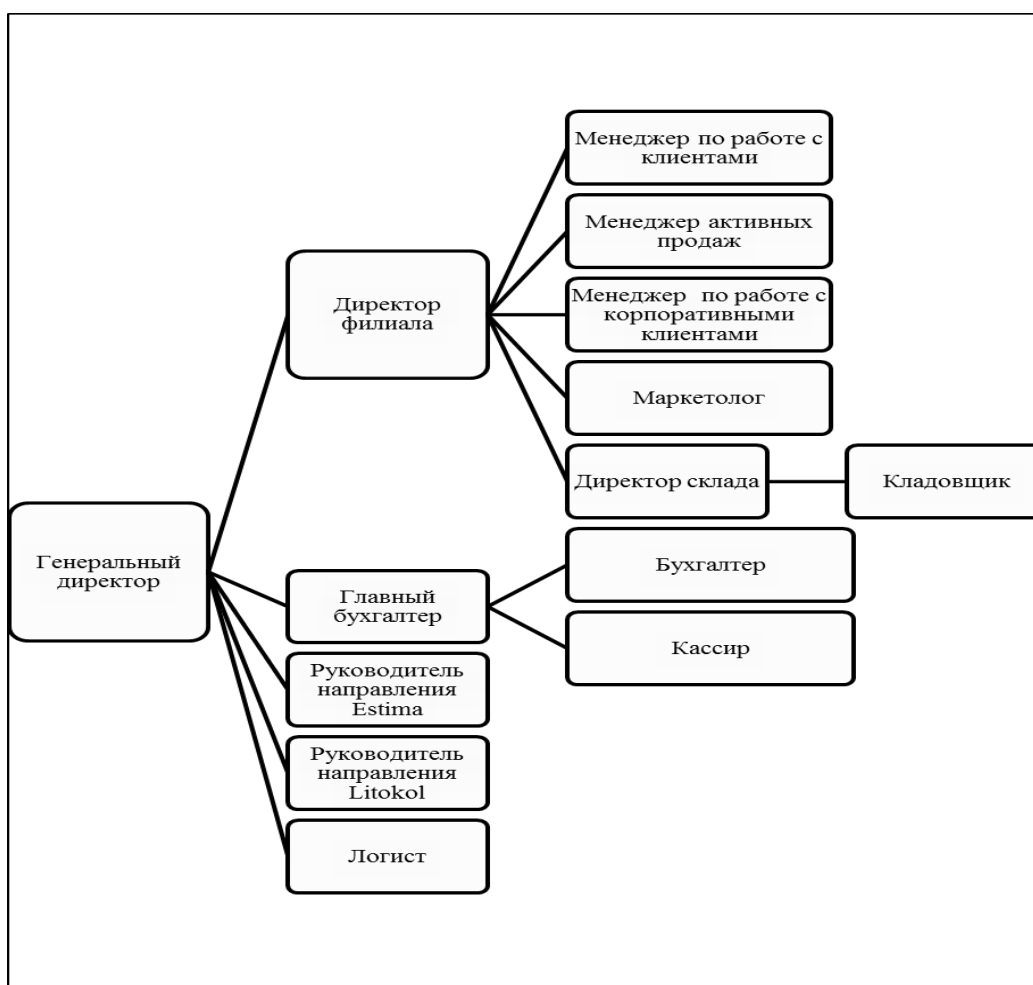 Менеджер по работе с
клиентами
Менеджер активных
продаж
Менеджер по работе с
корпоративными
клиентами
Директор
филиала
Маркетолог
Директор склада
Кладовщик
Генеральный
директор
Главный
бухгалтер
Бухгалтер
Кассир
Руководитель
направления
Estima
Руководитель
направления
Litokol
Логист